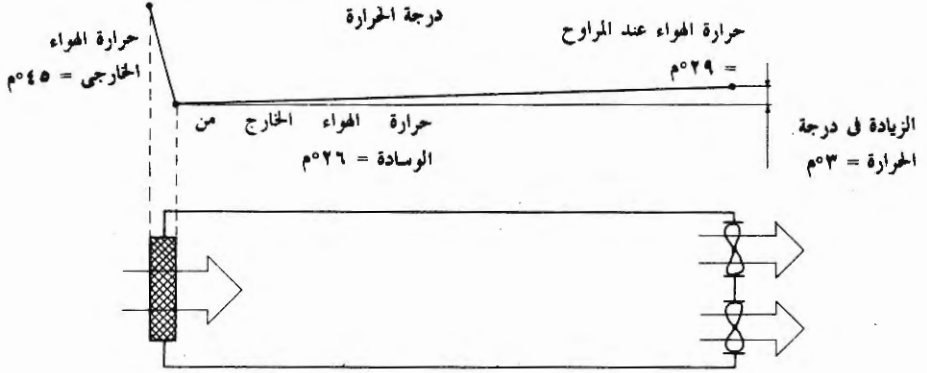 درجة الحرارة
حرارة الهواء
الخارجى = ٤٥°م
حرارة الهواء عند المراوح
= ٢٩°م
حرارة الهواء الخارج من
الوسادة = ٢٦°م
الزيادة فى درجة
الحرارة = ٣°م